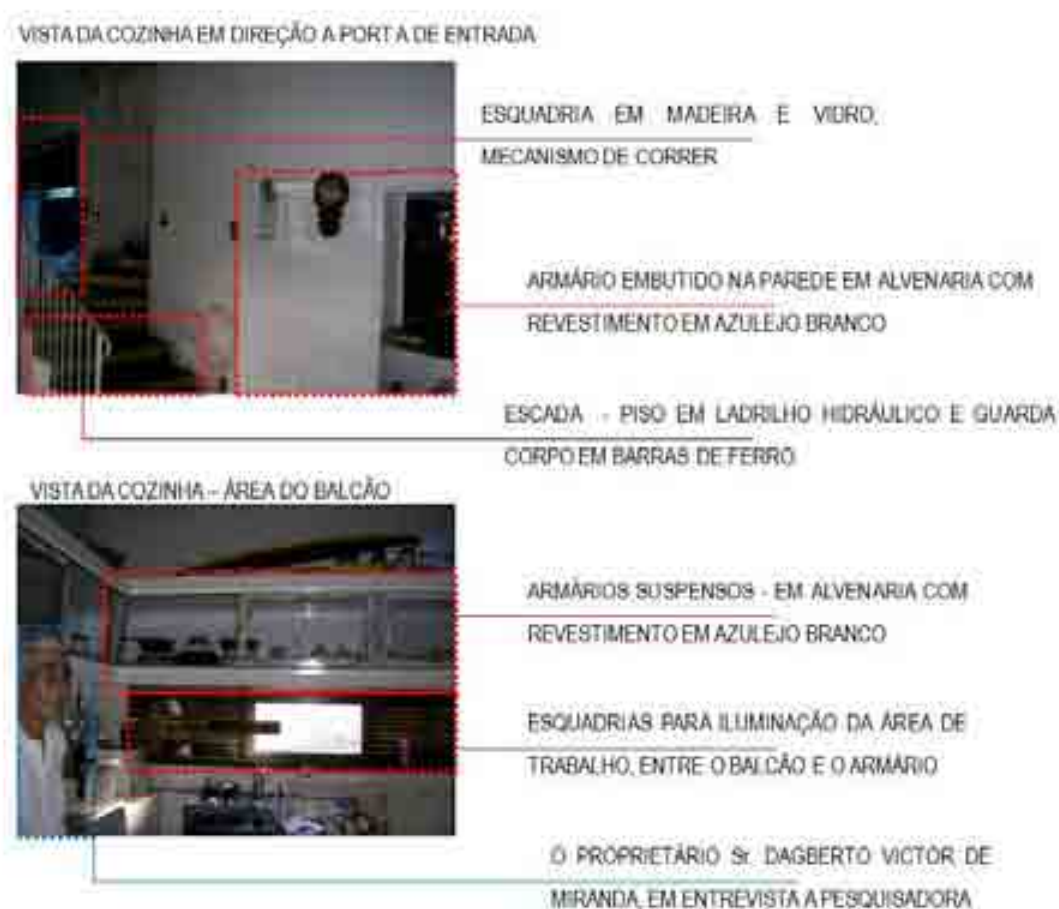 VISTA DA COZINHA EM DIREÇÃO A PORT A DE ENTRADA
ESQUADRIA EM MADEIRA E VIDRO,
MECANISMO DE CORRER
ARMÁRIO EMBUTIDO NA PAREDE EM ALVENARIA COM
REVESTIMENTO EM AZULEJO BRANCO
ESCADA - PISO EM LADRILHO HIDRÁULICO E GUARDA
CORPO EM BARRAS DE FERRO
VISTA DA COZINHA – ÁREA DO BALCÃO
ARMÁRIOS SUSPENSOS - EM ALVENARIA COM
REVESTIMENTO EM AZULEJO BRANCO
ESQUADRIAS PARA ILUMINAÇÃO DA ÁREA DE
TRABALHO, ENTRE O BALCÃO E O ARMÁRIO
O PROPRIETÁRIO Sr. DAGBERTO VICTOR DE
MIRANDA, EM ENTREVISTA A PESQUISADORA